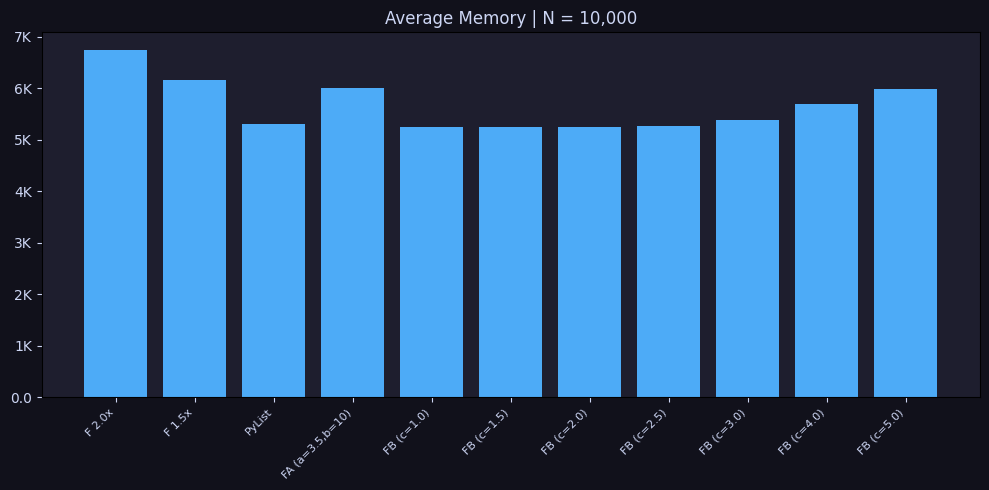 Average Memory | N = 10,000
7K
6K
5K
4K
3K
2K
1K
0.0
F 2.0x
F 1.5x
PyList
FA (a=3.5,b=10)
FB (c=1.0)
FB (c=1.5)
FB (c=2.0)
FB (c=2.5)
FB (c=3.0)
FB (c=4.0)
FB (c=5.0)